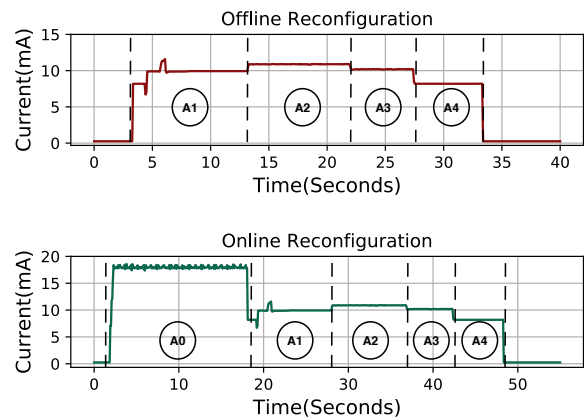 Offline Reconfiguration
15
10
5
0
Current(mA)
A1 A2 A3 A4
0 5 10 15 20 25 30 35 40
Time(Seconds)
Online Reconfiguration
20
15
10
5
0
Current(mA)
A0 A1 A2 A3 A4
0 10 20 30 40 50
Time(Seconds)